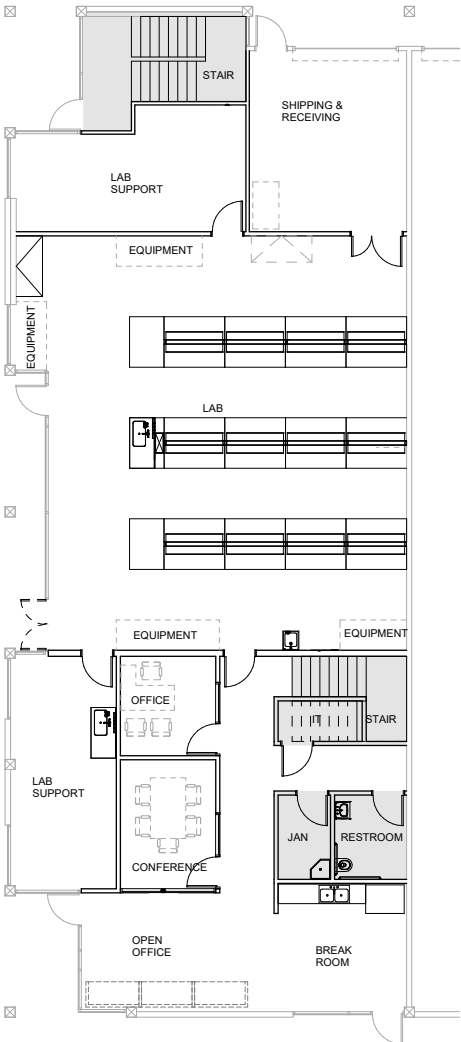 STAIR
SHIPPING &
RECEIVING
LAB
SUPPORT
EQUIPMENT
EQUIPMENT
LAB
EQUIPMENT
EQUIPMENT
OFFICE
IT
STAIR
LAB
SUPPORT
JAN
RESTROOM
CONFERENCE
OPEN
OFFICE
BREAK
ROOM